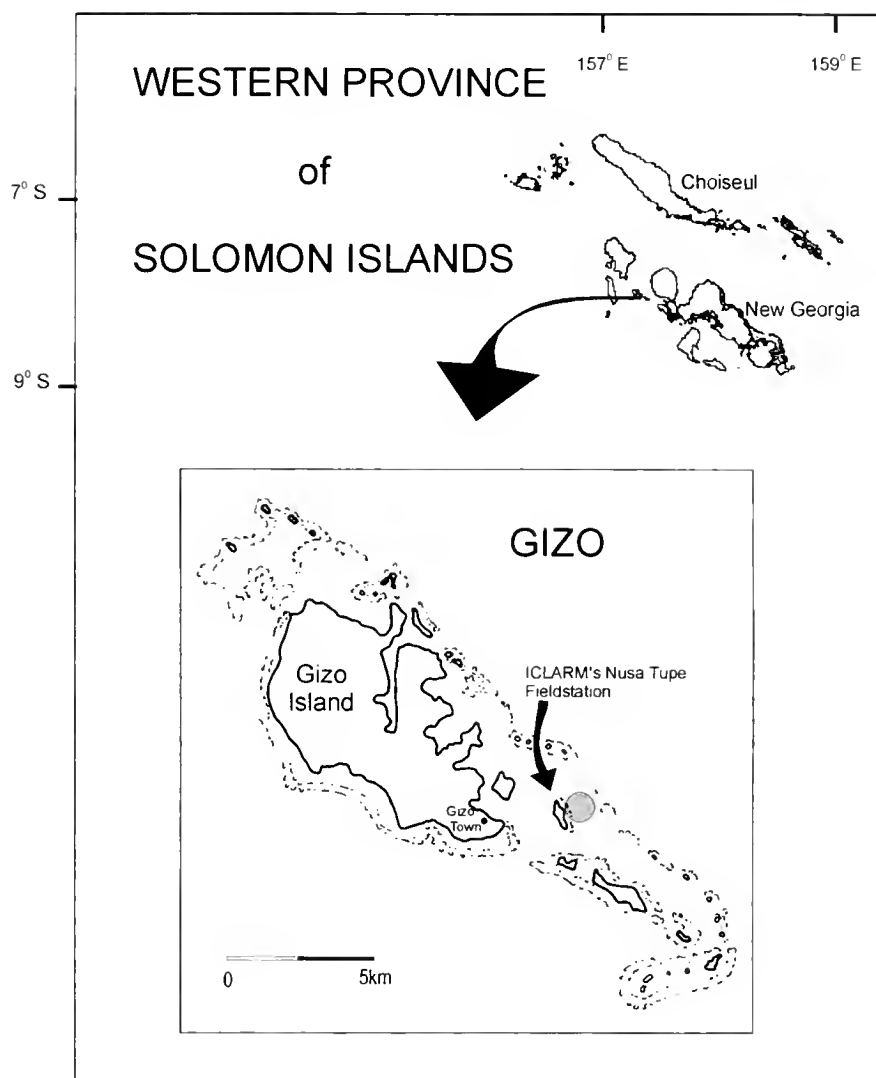 157° E 159° E
WESTERN PROVINCE
of
SOLOMON ISLANDS
7° S
Choiseul
New Georgia
9° S
GIZO
Gizo
Island
ICLARM's Nusa Tupe
Fieldstation
Gizo
Town
0 5km